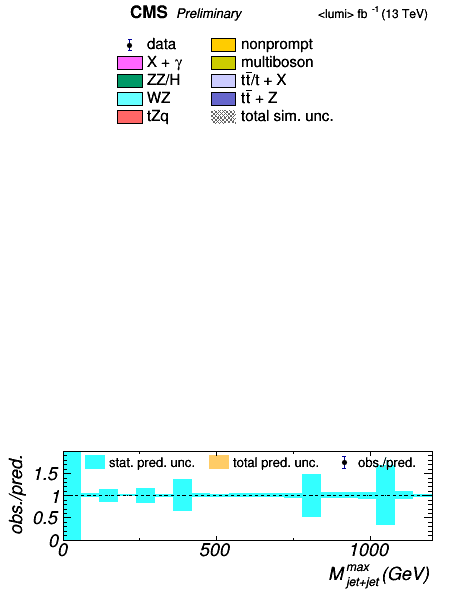 CMS Preliminary <lumi> fb⁻¹ (13 TeV)
data nonprompt
X + γ multiboson
ZZ/H tt̅/t + X
WZ tt̅ + Z
tZq total sim. unc.
stat. pred. unc. total pred. unc. obs./pred.
obs./pred.
1.5
1
0.5
0
0 500 1000
M^max_jet+jet (GeV)